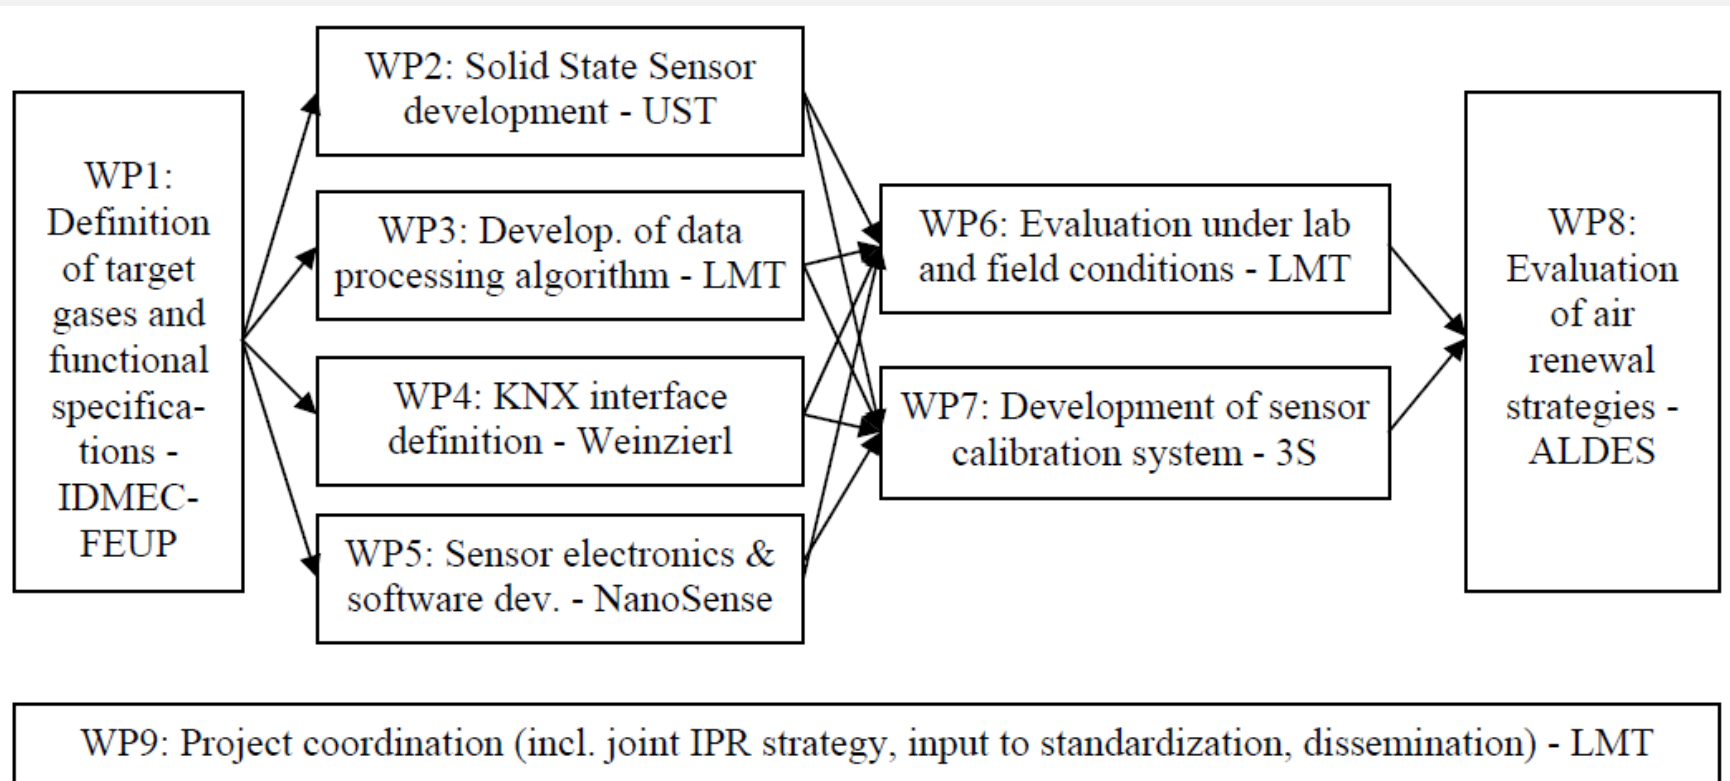 WP1:
Definition
of target
gases and
functional
specifica-
tions -
IDMEC-
FEUP
WP2: Solid State Sensor
development - UST
WP3: Develop. of data
processing algorithm - LMT
WP4: KNX interface
definition - Weinzierl
WP5: Sensor electronics &
software dev. - NanoSense
WP6: Evaluation under lab
and field conditions - LMT
WP7: Development of sensor
calibration system - 3S
WP8:
Evaluation
of air
renewal
strategies -
ALDES
WP9: Project coordination (incl. joint IPR strategy, input to standardization, dissemination) - LMT